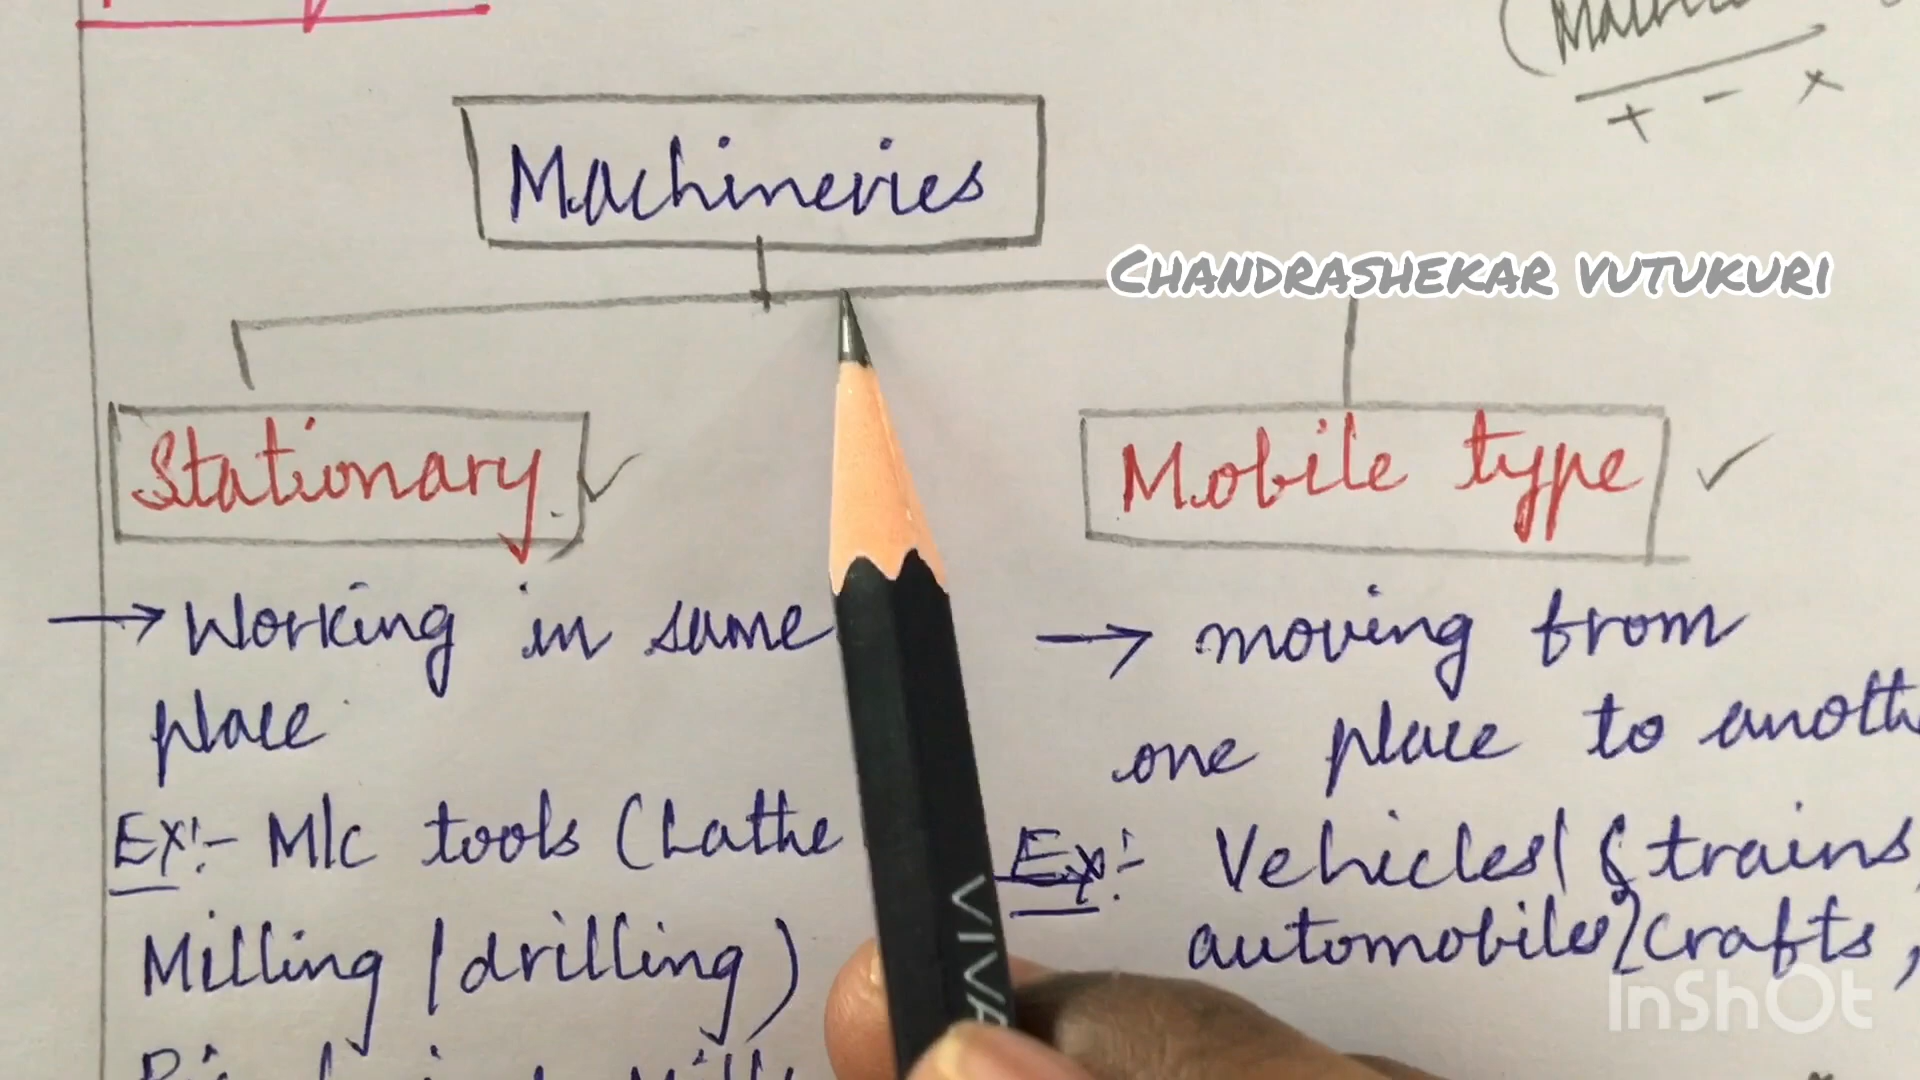 Machineries
CHANDRASHEKAR VUTUKURI
Stationary
Mobile type
→ Working in same
place
Ex:- M/c tools (Lathe
Milling / drilling)
→ moving from
one place to anoth
Ex:- Vehicles/(trains,
automobiles)crafts,
VIVA
InShOt